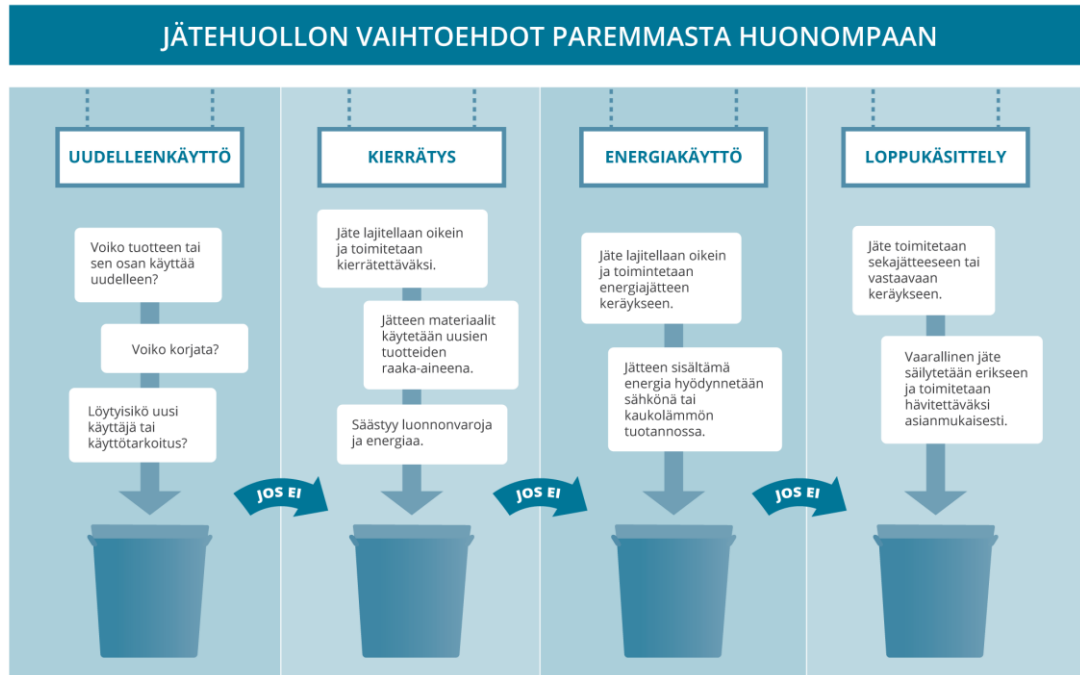 JÄTEHUOLLON VAIHTOEHDOT PAREMMASTA HUONOMPAAN
UUDELLEENKÄYTTÖ
Voiko tuotteen tai
sen osan käyttää
uudelleen?
Voiko korjata?
Löytyisikö uusi
käyttäjä tai
käyttötarkoitus?
JOS EI
KIERRÄTYS
Jäte lajitellaan oikein
ja toimitetaan
kierrätettäväksi.
Jätteen materiaalit
käytetään uusien
tuotteiden
raaka-aineena.
Säästyy luonnonvaroja
ja energiaa.
JOS EI
ENERGIAKÄYTTÖ
Jäte lajitellaan oikein
ja toimintetaan
energiajätteen
keräykseen.
Jätteen sisältämä
energia hyödynnetään
sähkönä tai
kaukolämmön
tuotannossa.
JOS EI
LOPPUKÄSITTELY
Jäte toimitetaan
sekajätteeseen tai
vastaavaan
keräykseen.
Vaarallinen jäte
säilytetään erikseen
ja toimitetaan
hävitettäväksi
asianmukaisesti.